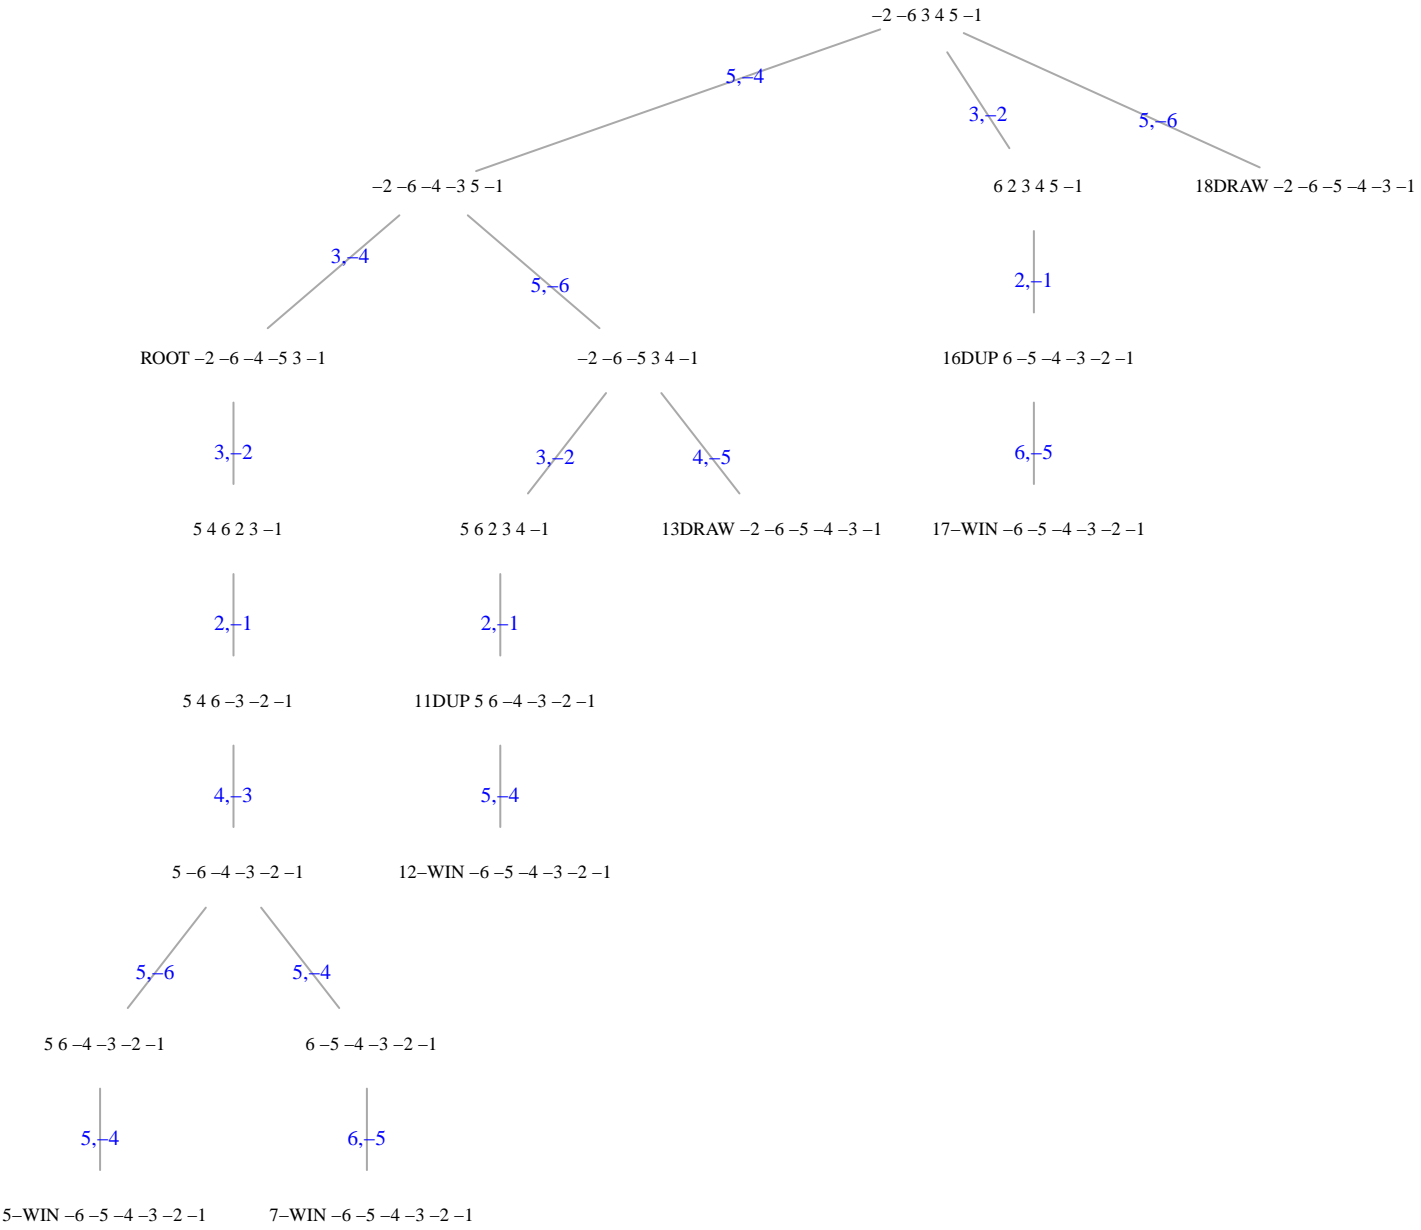 –2 –6 3 4 5 –1
5,–4
3,–2
5,–6
–2 –6 –4 –3 5 –1
6 2 3 4 5 –1
18DRAW –2 –6 –5 –4 –3 –1
3,–4
5,–6
2,–1
ROOT –2 –6 –4 –5 3 –1
–2 –6 –5 3 4 –1
16DUP 6 –5 –4 –3 –2 –1
3,–2
3,–2
4,–5
6,–5
5 4 6 2 3 –1
5 6 2 3 4 –1
13DRAW –2 –6 –5 –4 –3 –1
17–WIN –6 –5 –4 –3 –2 –1
2,–1
2,–1
5 4 6 –3 –2 –1
11DUP 5 6 –4 –3 –2 –1
4,–3
5,–4
5 –6 –4 –3 –2 –1
12–WIN –6 –5 –4 –3 –2 –1
5,–6
5,–4
5 6 –4 –3 –2 –1
6 –5 –4 –3 –2 –1
5,–4
6,–5
5–WIN –6 –5 –4 –3 –2 –1
7–WIN –6 –5 –4 –3 –2 –1